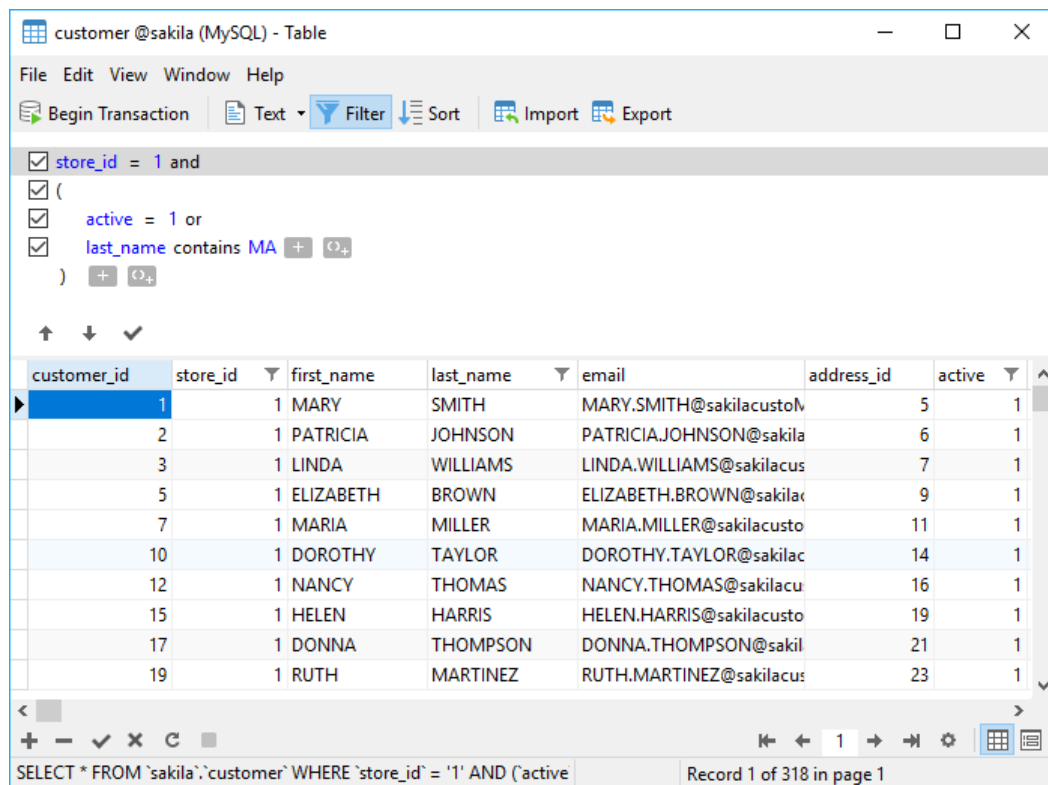 customer @sakila (MySQL) - Table
File Edit View Window Help
Begin Transaction Text Filter Sort Import Export
store_id = 1 and
(
active = 1 or
last_name contains MA
)
customer_id store_id first_name last_name email address_id active
1 1 MARY SMITH MARY.SMITH@sakilacustoM 5 1
2 1 PATRICIA JOHNSON PATRICIA.JOHNSON@sakila 6 1
3 1 LINDA WILLIAMS LINDA.WILLIAMS@sakilacus 7 1
5 1 ELIZABETH BROWN ELIZABETH.BROWN@sakilac 9 1
7 1 MARIA MILLER MARIA.MILLER@sakilacusto 11 1
10 1 DOROTHY TAYLOR DOROTHY.TAYLOR@sakilac 14 1
12 1 NANCY THOMAS NANCY.THOMAS@sakilacu 16 1
15 1 HELEN HARRIS HELEN.HARRIS@sakilacusto 19 1
17 1 DONNA THOMPSON DONNA.THOMPSON@sakil 21 1
19 1 RUTH MARTINEZ RUTH.MARTINEZ@sakilacus 23 1
1
SELECT * FROM `sakila`.`customer` WHERE `store_id` = '1' AND (`active` Record 1 of 318 in page 1